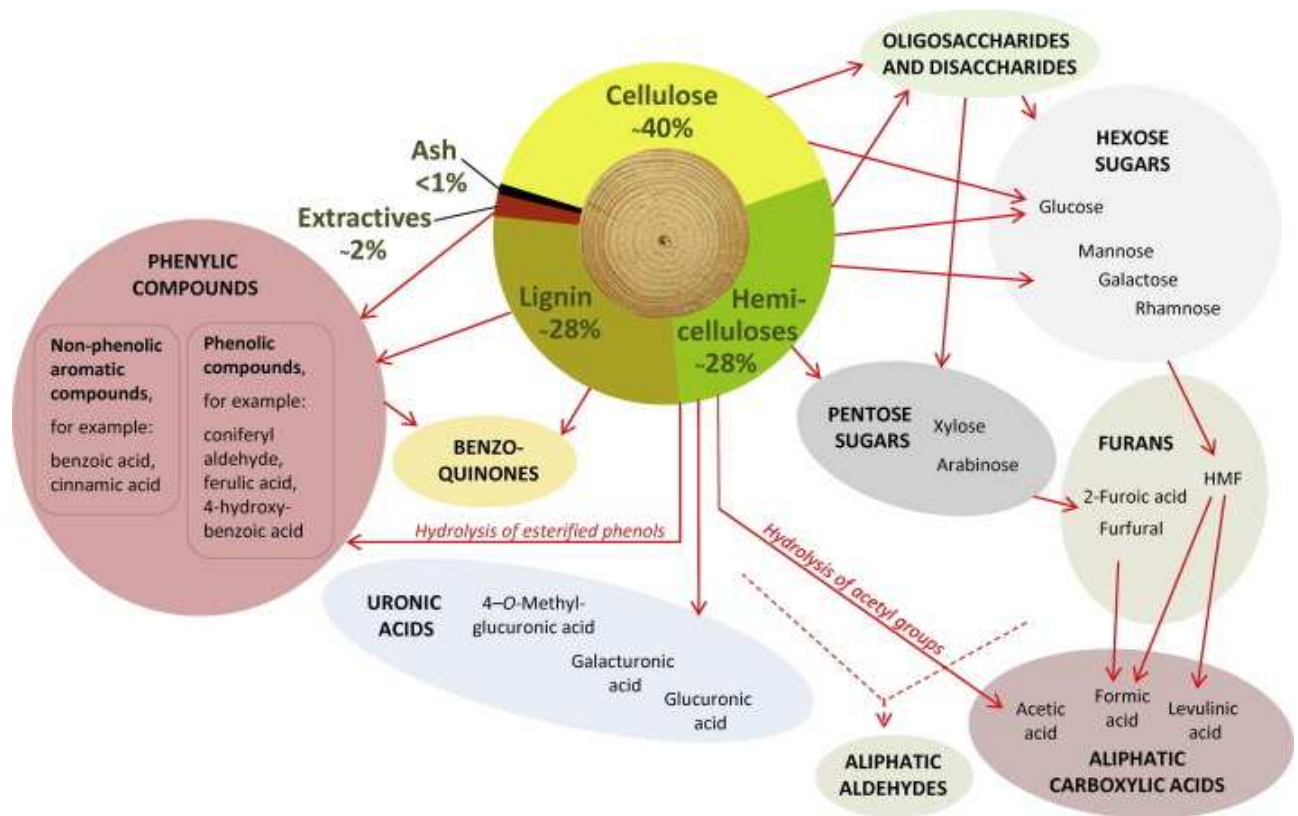 OLIGOSACCHARIDES
AND DISACCHARIDES
Cellulose
~40%
Ash
<1%
Extractives
~2%
Lignin
~28%
Hemi-
celluloses
~28%
HEXOSE
SUGARS
Glucose
Mannose
Galactose
Rhamnose
PHENYLIC
COMPOUNDS
Non-phenolic
aromatic
compounds,
for example:
benzoic acid,
cinnamic acid
Phenolic
compounds,
for example:
coniferyl
aldehyde,
ferulic acid,
4-hydroxy-
benzoic acid
BENZO-
QUINONES
PENTOSE
SUGARS
Xylose
Arabinose
FURANS
HMF
2-Furoic acid
Furfural
Hydrolysis of esterified phenols
Hydrolysis of acetyl groups
URONIC
ACIDS
4–O-Methyl-
glucuronic acid
Galacturonic
acid
Glucuronic
acid
ALIPHATIC
ALDEHYDES
Acetic
acid
Formic
acid
Levulinic
acid
ALIPHATIC
CARBOXYLIC ACIDS